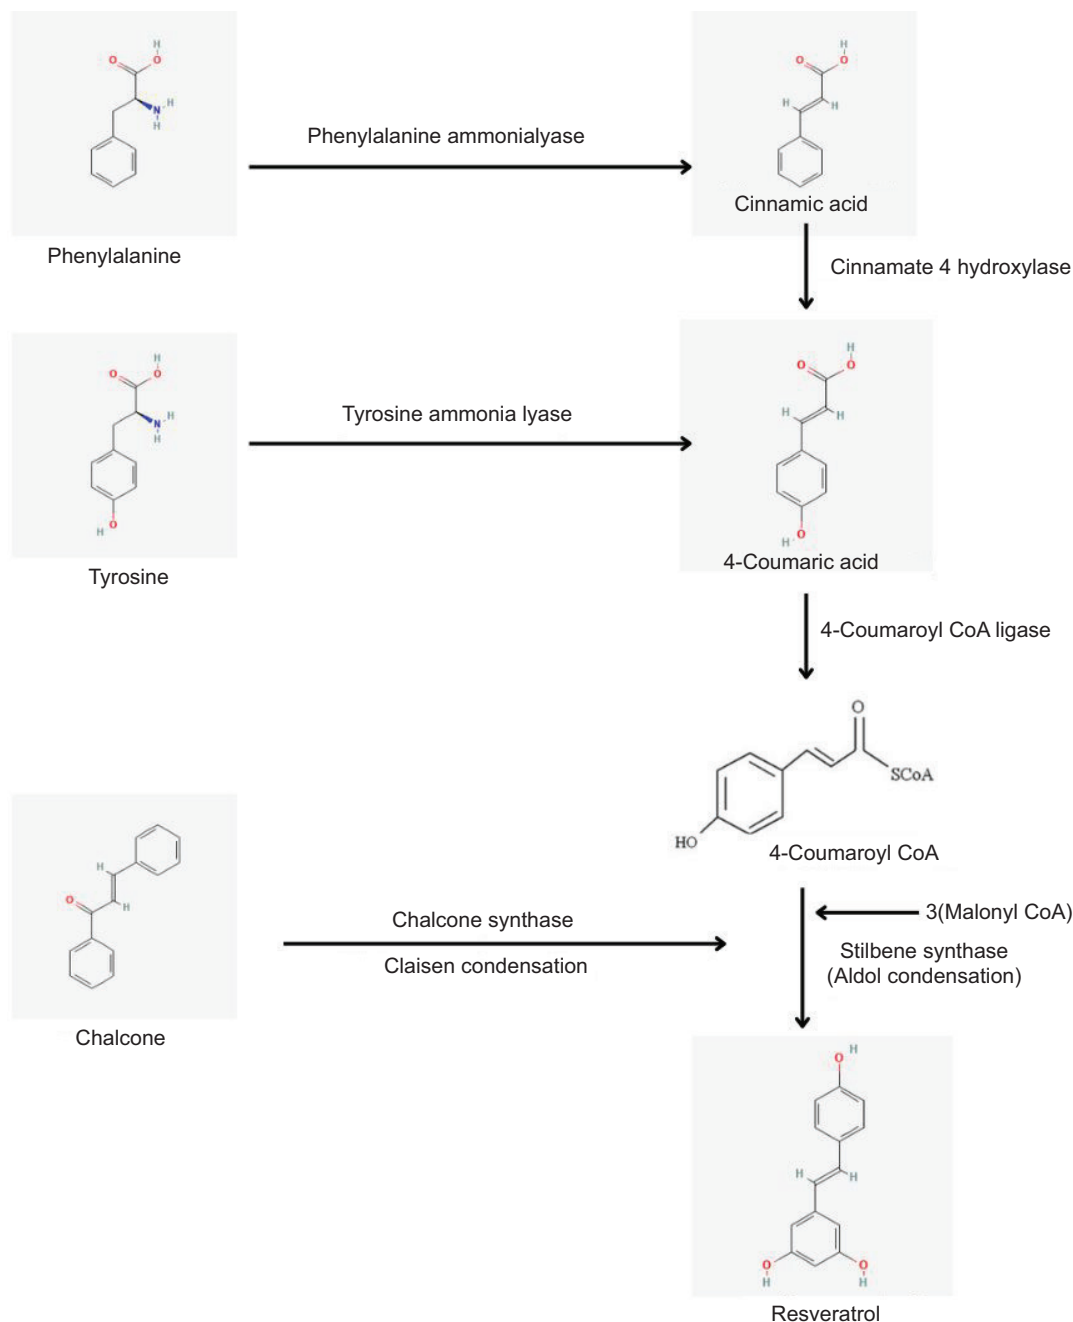 H
O
O
N
H
H
Phenylalanine
Phenylalanine ammonialyase
H
O
O
H
H
Cinnamic acid
Cinnamate 4 hydroxylase
H
O
O
N
H
H
O
H
Tyrosine
Tyrosine ammonia lyase
H
O
O
H
H
O
H
4-Coumaric acid
4-Coumaroyl CoA ligase
O
SCoA
HO
4-Coumaroyl CoA
H
O
H
Chalcone
Chalcone synthase
Claisen condensation
3(Malonyl CoA)
Stilbene synthase
(Aldol condensation)
H
O
H
H
O
O
H
H
Resveratrol